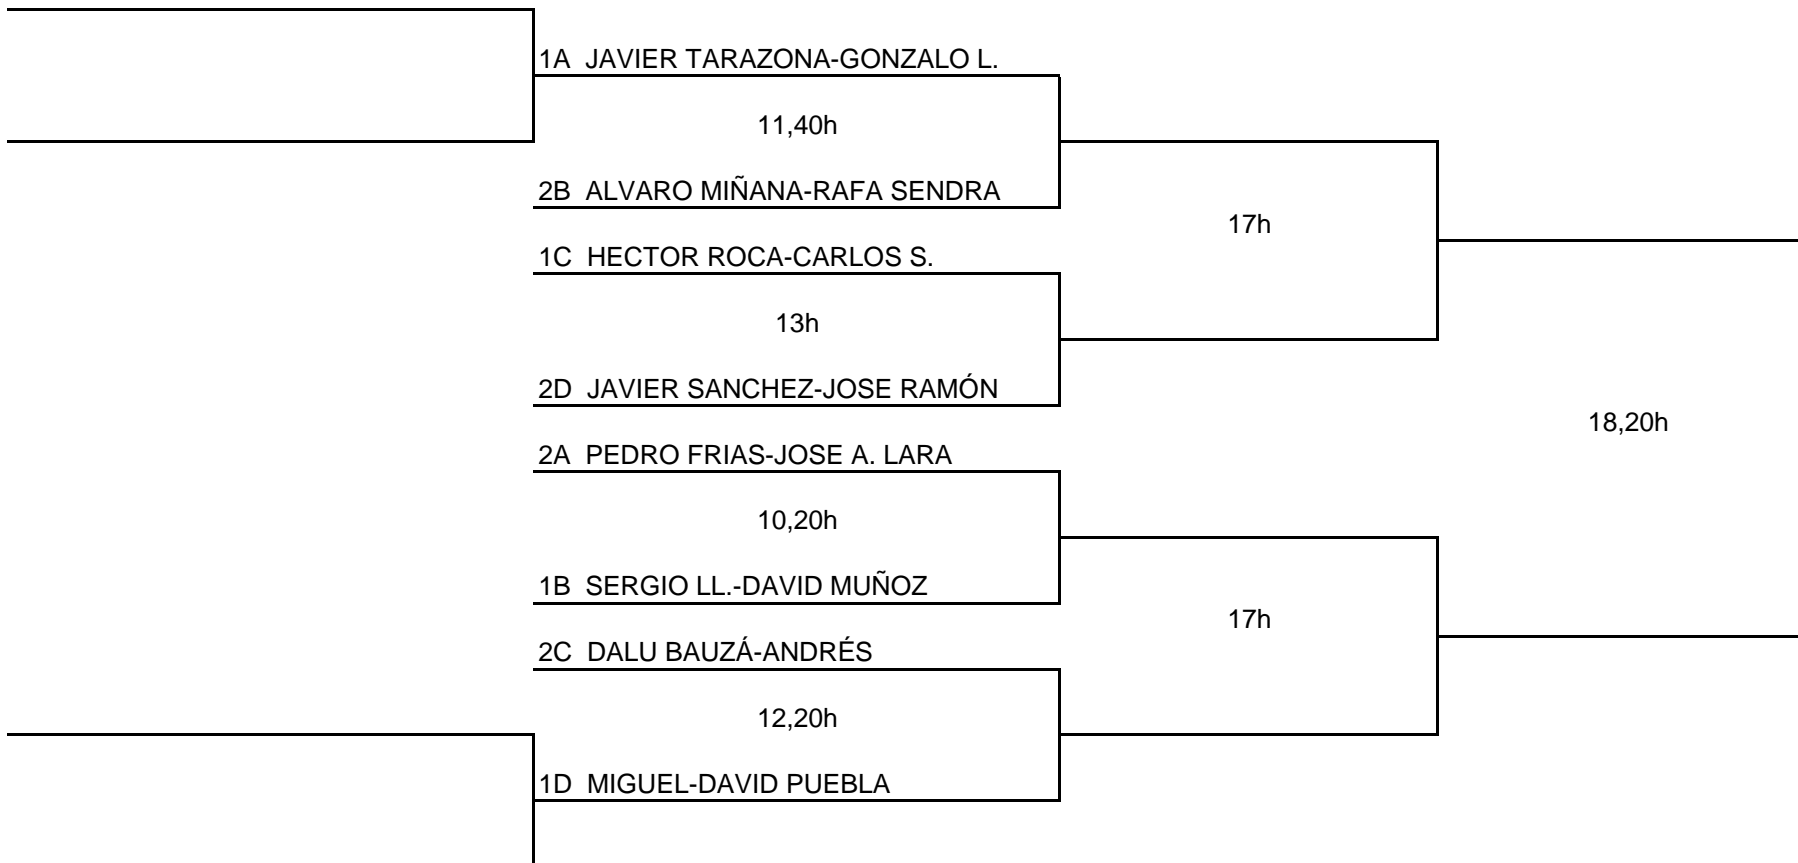 1A  JAVIER TARAZONA-GONZALO L.
11,40h
2B  ALVARO MIÑANA-RAFA SENDRA
17h
1C  HECTOR ROCA-CARLOS S.
13h
2D  JAVIER SANCHEZ-JOSE RAMÓN
18,20h
2A  PEDRO FRIAS-JOSE A. LARA
10,20h
1B  SERGIO LL.-DAVID MUÑOZ
17h
2C  DALU BAUZÁ-ANDRÉS
12,20h
1D  MIGUEL-DAVID PUEBLA